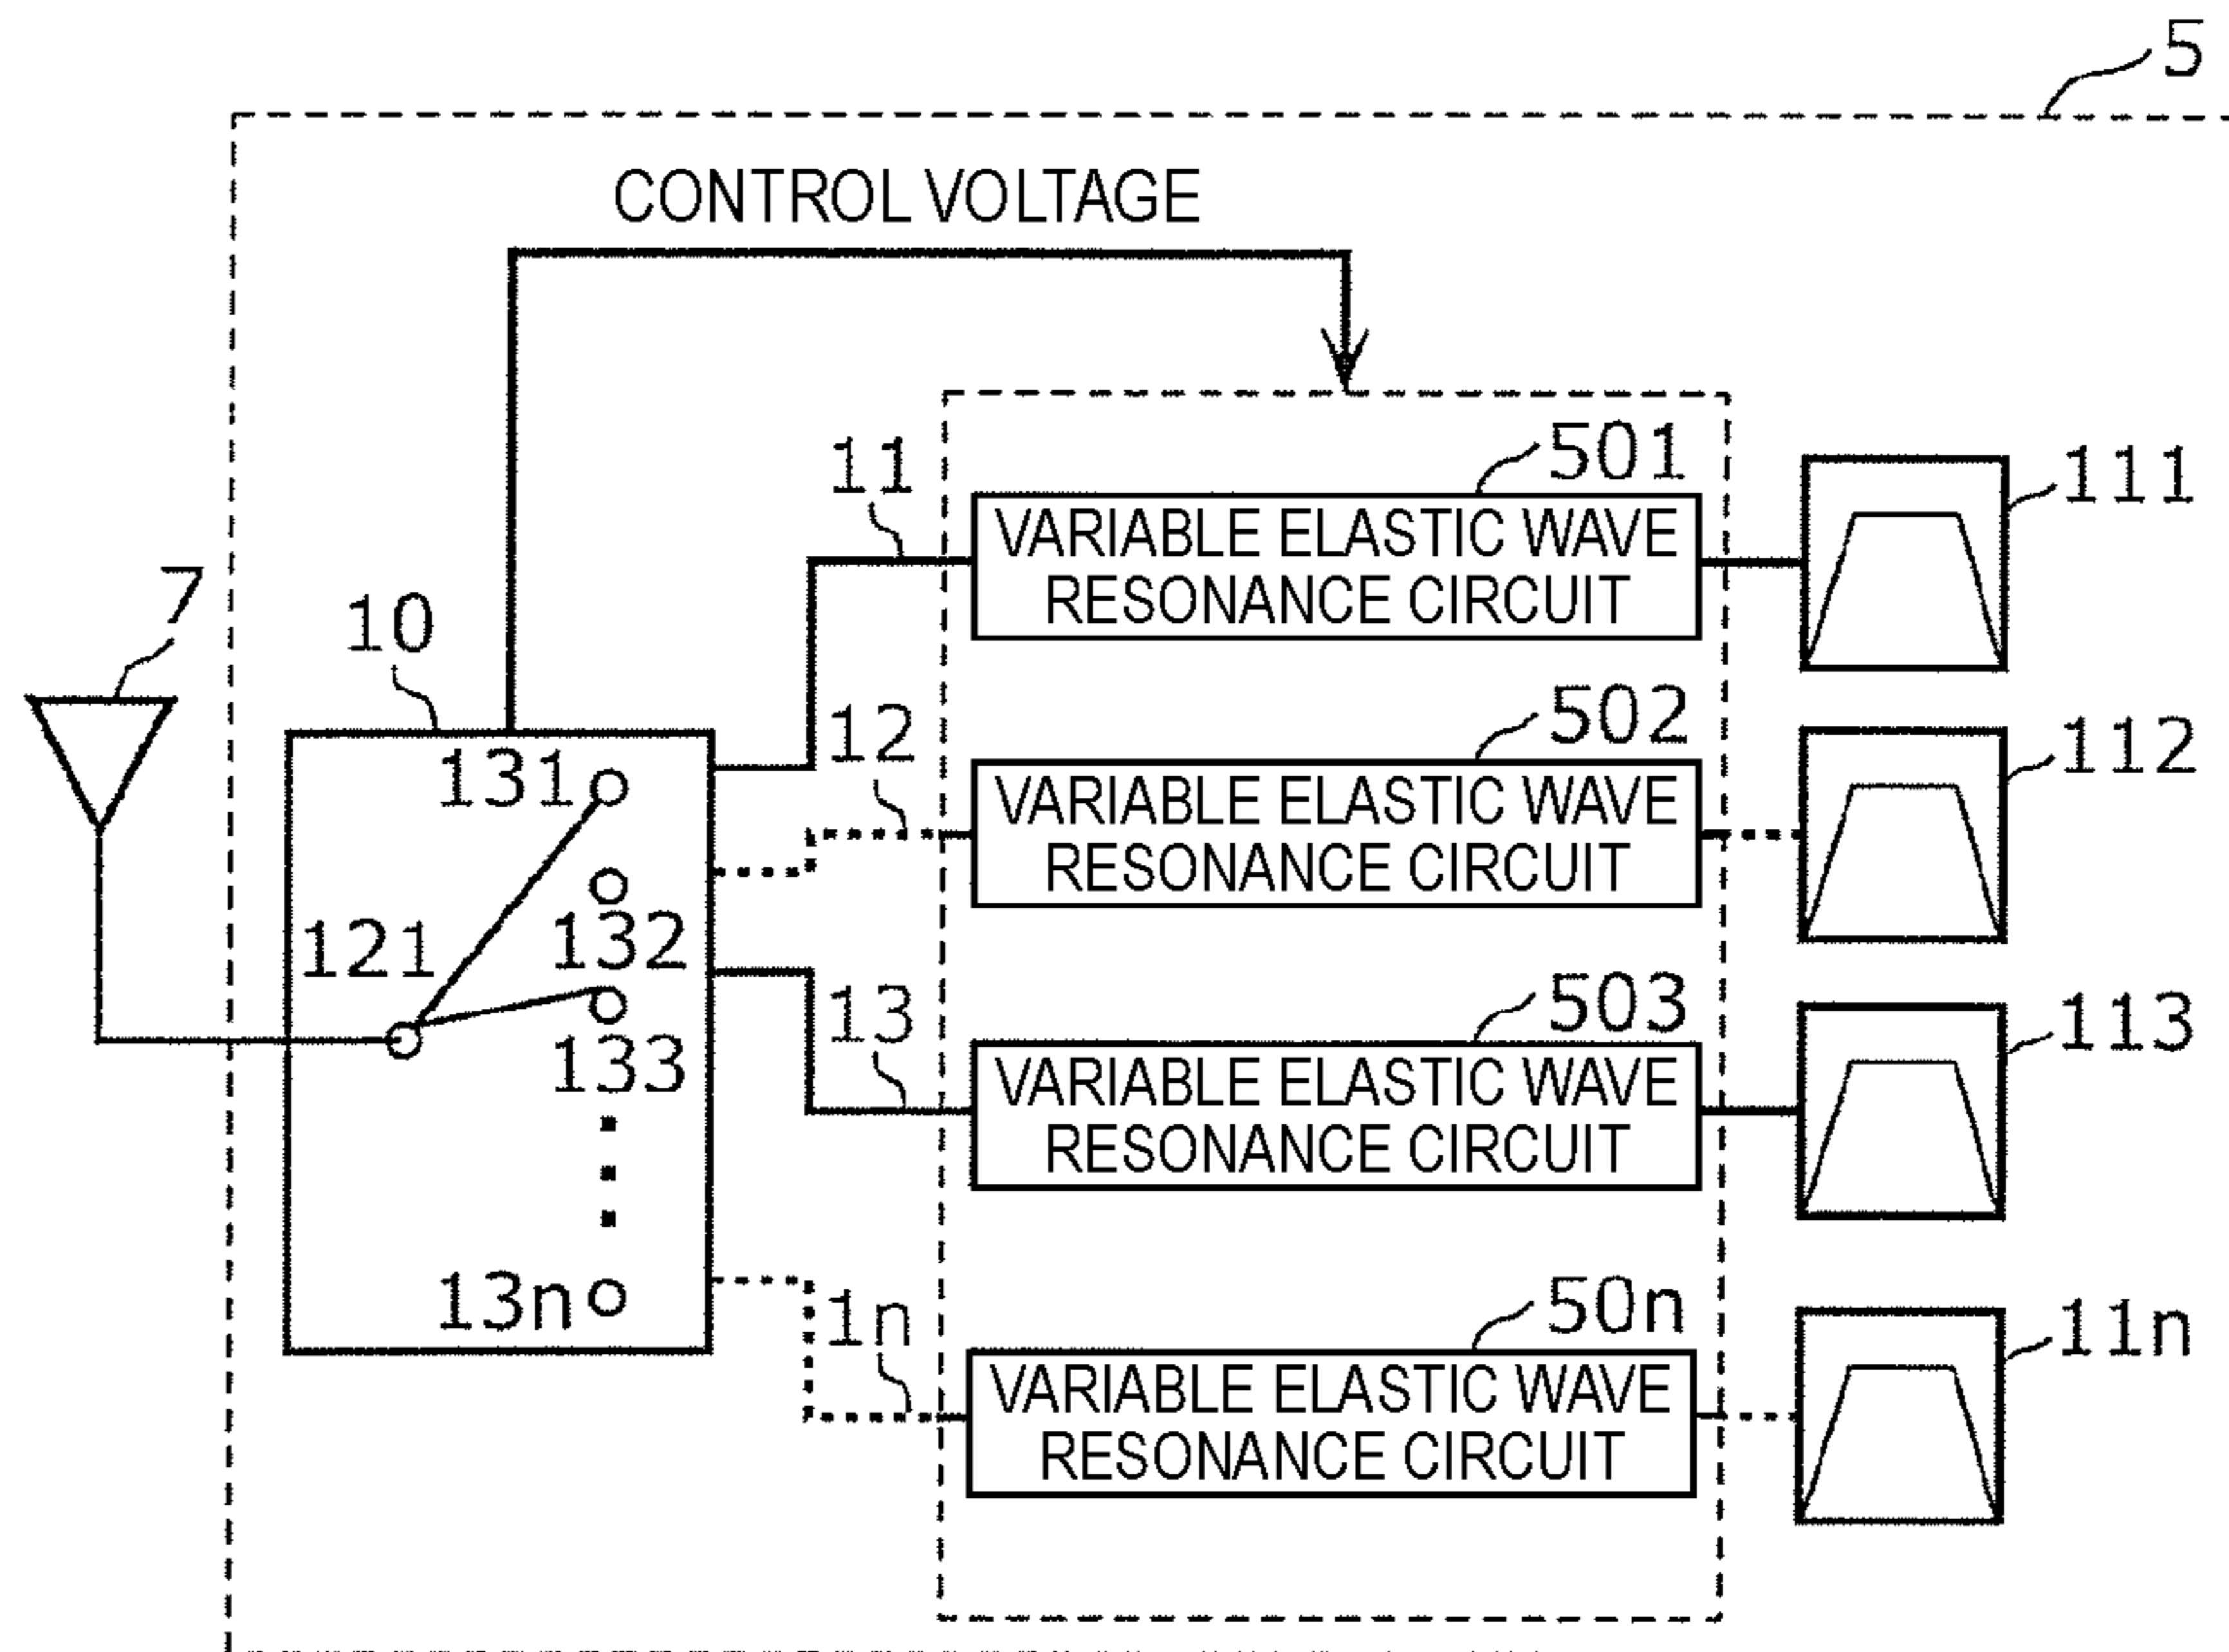 5
CONTROL VOLTAGE
11
501
VARIABLE ELASTIC WAVE
RESONANCE CIRCUIT
111
7
10
12
502
VARIABLE ELASTIC WAVE
RESONANCE CIRCUIT
112
131
132
121
133
13
503
VARIABLE ELASTIC WAVE
RESONANCE CIRCUIT
113
13n
1n
50n
VARIABLE ELASTIC WAVE
RESONANCE CIRCUIT
11n